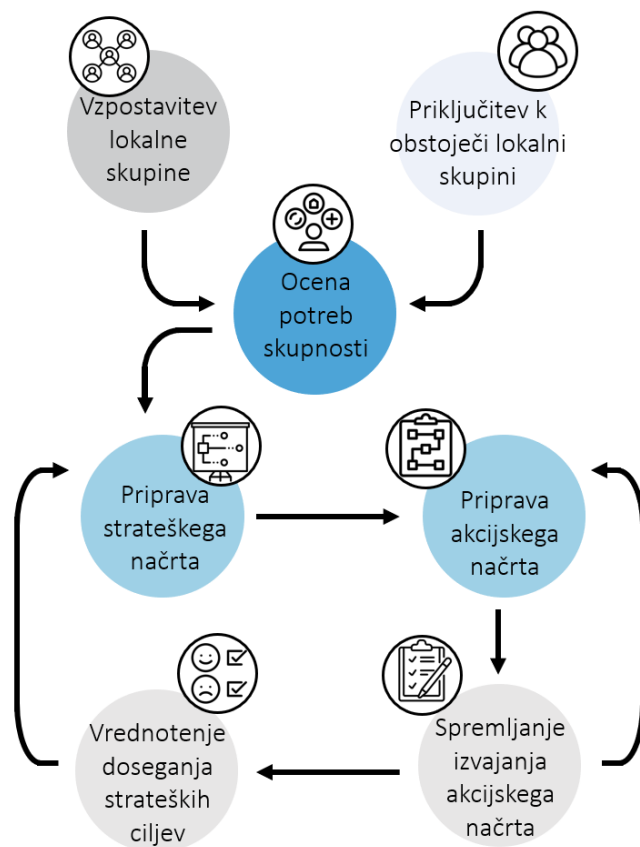 Vzpostavitev
lokalne
skupine
Priključitev k
obstoječi lokalni
skupini
Ocena
potreb
skupnosti
Priprava
strateškega
načrta
Priprava
akcijskega
načrta
Vrednotenje
doseganja
strateških
ciljev
Spremljanje
izvajanja
akcijskega
načrta